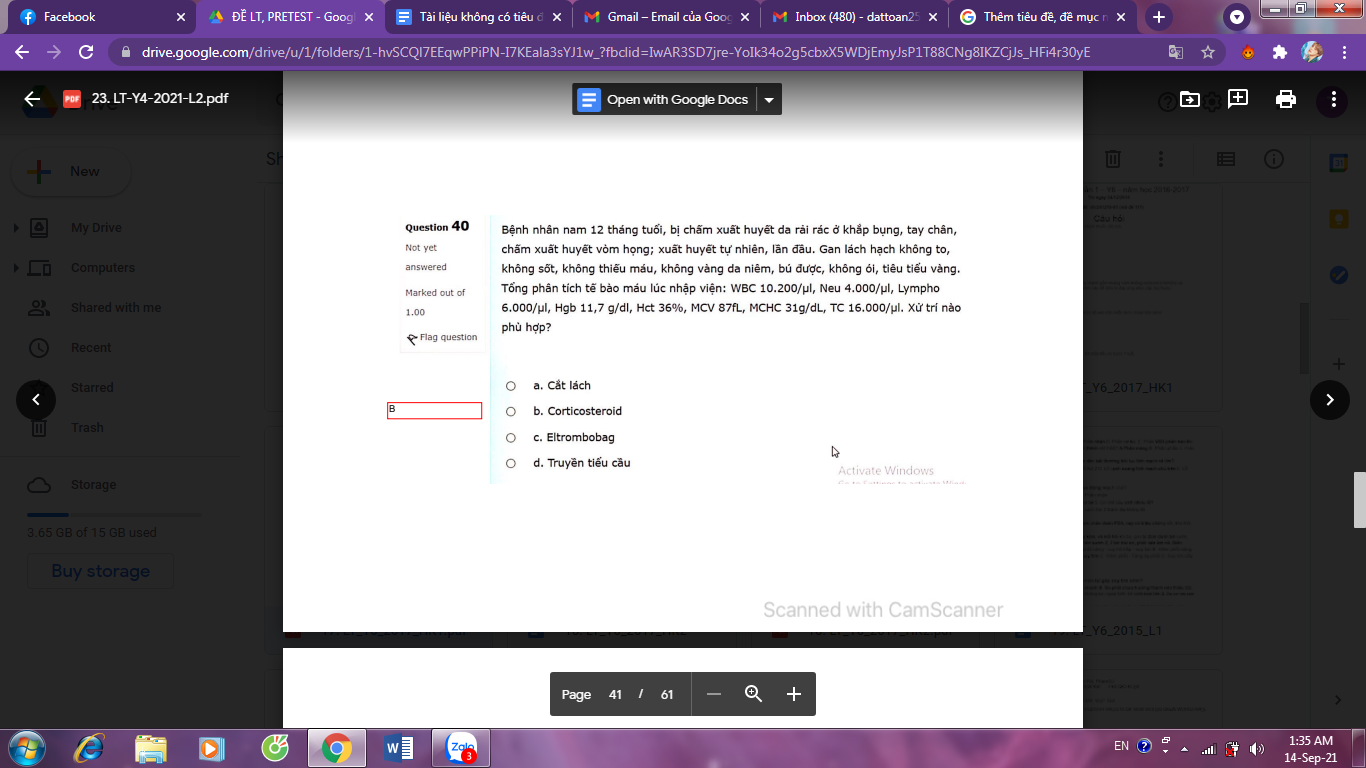 Facebook
ĐỀ LT, PRETEST - Googl
Tài liệu không có tiêu đ
Gmail – Email của Goog
Inbox (480) - dattoan25
Thêm tiêu đề, đề mục n
drive.google.com/drive/u/1/folders/1-hvSCQI7EEqwPPiPN-I7KEala3sYJ1w_?fbclid=IwAR3SD7jre-YoIk34o2g5cbxX5WDjEmyJsP1T88CNg8IKZCjJs_HFi4r30yE
PDF 23. LT-Y4-2021-L2.pdf
Open with Google Docs
New
My Drive
Computers
Shared with me
Recent
Starred
Trash
Storage
3.65 GB of 15 GB used
Buy storage
Question 40
Not yet
answered
Marked out of
1.00
Flag question
B
Bệnh nhân nam 12 tháng tuổi, bị chấm xuất huyết da rải rác ở khắp bụng, tay chân,
chấm xuất huyết vòm họng; xuất huyết tự nhiên, lần đầu. Gan lách hạch không to,
không sốt, không thiếu máu, không vàng da niêm, bú được, không ói, tiêu tiểu vàng.
Tổng phân tích tế bào máu lúc nhập viện: WBC 10.200/µl, Neu 4.000/µl, Lympho
6.000/µl, Hgb 11,7 g/dl, Hct 36%, MCV 87fL, MCHC 31g/dL, TC 16.000/µl. Xử trí nào
phù hợp?
a. Cắt lách
b. Corticosteroid
c. Eltrombobag
d. Truyền tiểu cầu
Activate Windows
Scanned with CamScanner
Câu hỏi
_LT_Y6_2017_HK1
LT_Y6_2015_L1
Page 41 / 61
Zalo
3
EN
1:35 AM
14-Sep-21